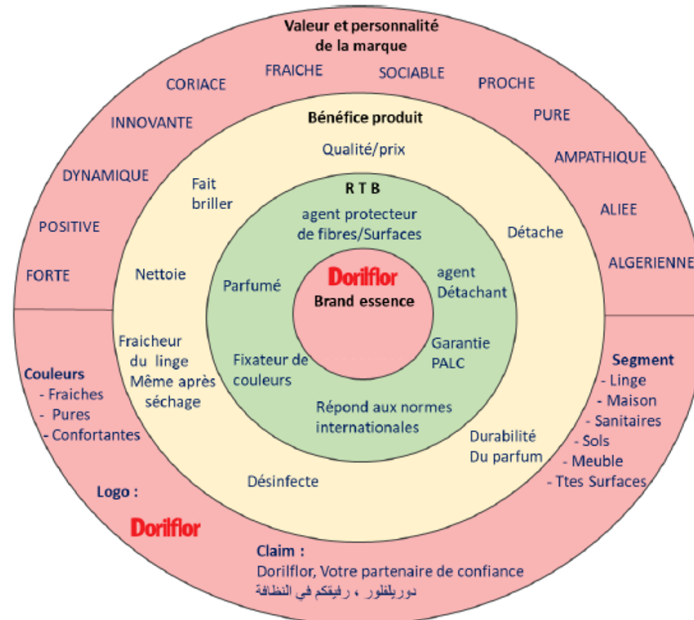 Valeur et personnalité
de la marque
FORTE
POSITIVE
DYNAMIQUE
INNOVANTE
CORIACE
FRAICHE
SOCIABLE
PROCHE
PURE
AMPATHIQUE
ALIEE
ALGERIENNE
Bénéfice produit
Qualité/prix
Fait
briller
Nettoie
Fraicheur
du linge
Même après
séchage
Désinfecte
Détache
Durabilité
Du parfum
R T B
agent protecteur
de fibres/Surfaces
Parfumé
agent
Détachant
Fixateur de
couleurs
Garantie
PALC
Répond aux normes
internationales
Dorilflor
Brand essence
Couleurs
- Fraiches
- Pures
- Confortantes
Logo :
Dorilflor
Segment
- Linge
- Maison
- Sanitaires
- Sols
- Meuble
- Ttes Surfaces
Claim :
Dorilflor, Votre partenaire de confiance
دوريلفلور ، رفيقكم في النظافة